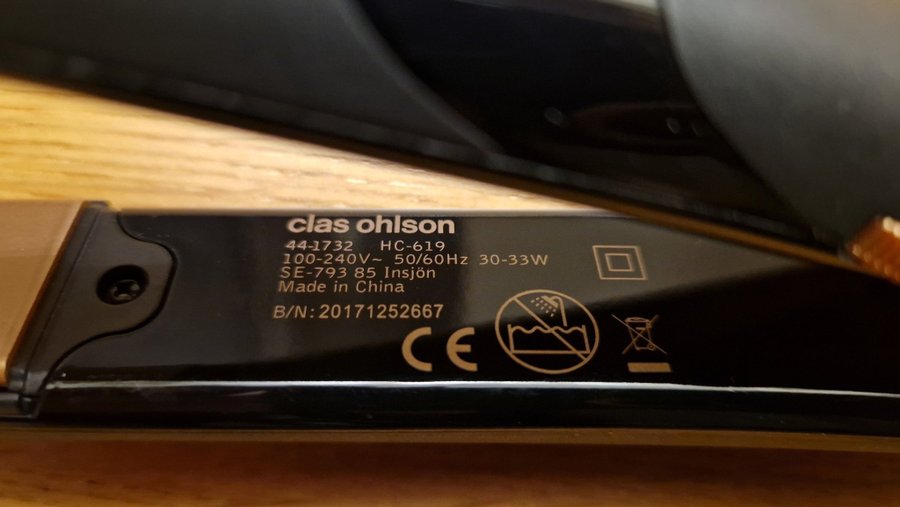 clas ohlson
44-1732 HC-619
100-240V~ 50/60Hz 30-33W
SE-793 85 Insjön
Made in China
B/N: 20171252667
CE